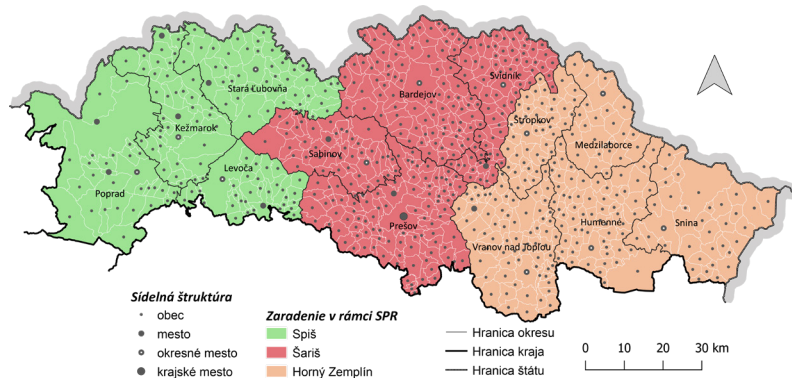 Stará Ľubovňa
Bardejov
Svidník
Stropkov
Medzilaborce
Kežmarok
Sabinov
Levoča
Poprad
Prešov
Humenné
Snina
Vranov nad Topľou
Sídelná štruktúra
obec
mesto
okresné mesto
krajské mesto
Zaradenie v rámci SPR
Spiš
Šariš
Horný Zemplín
Hranica okresu
Hranica kraja
Hranica štátu
0 10 20 30 km